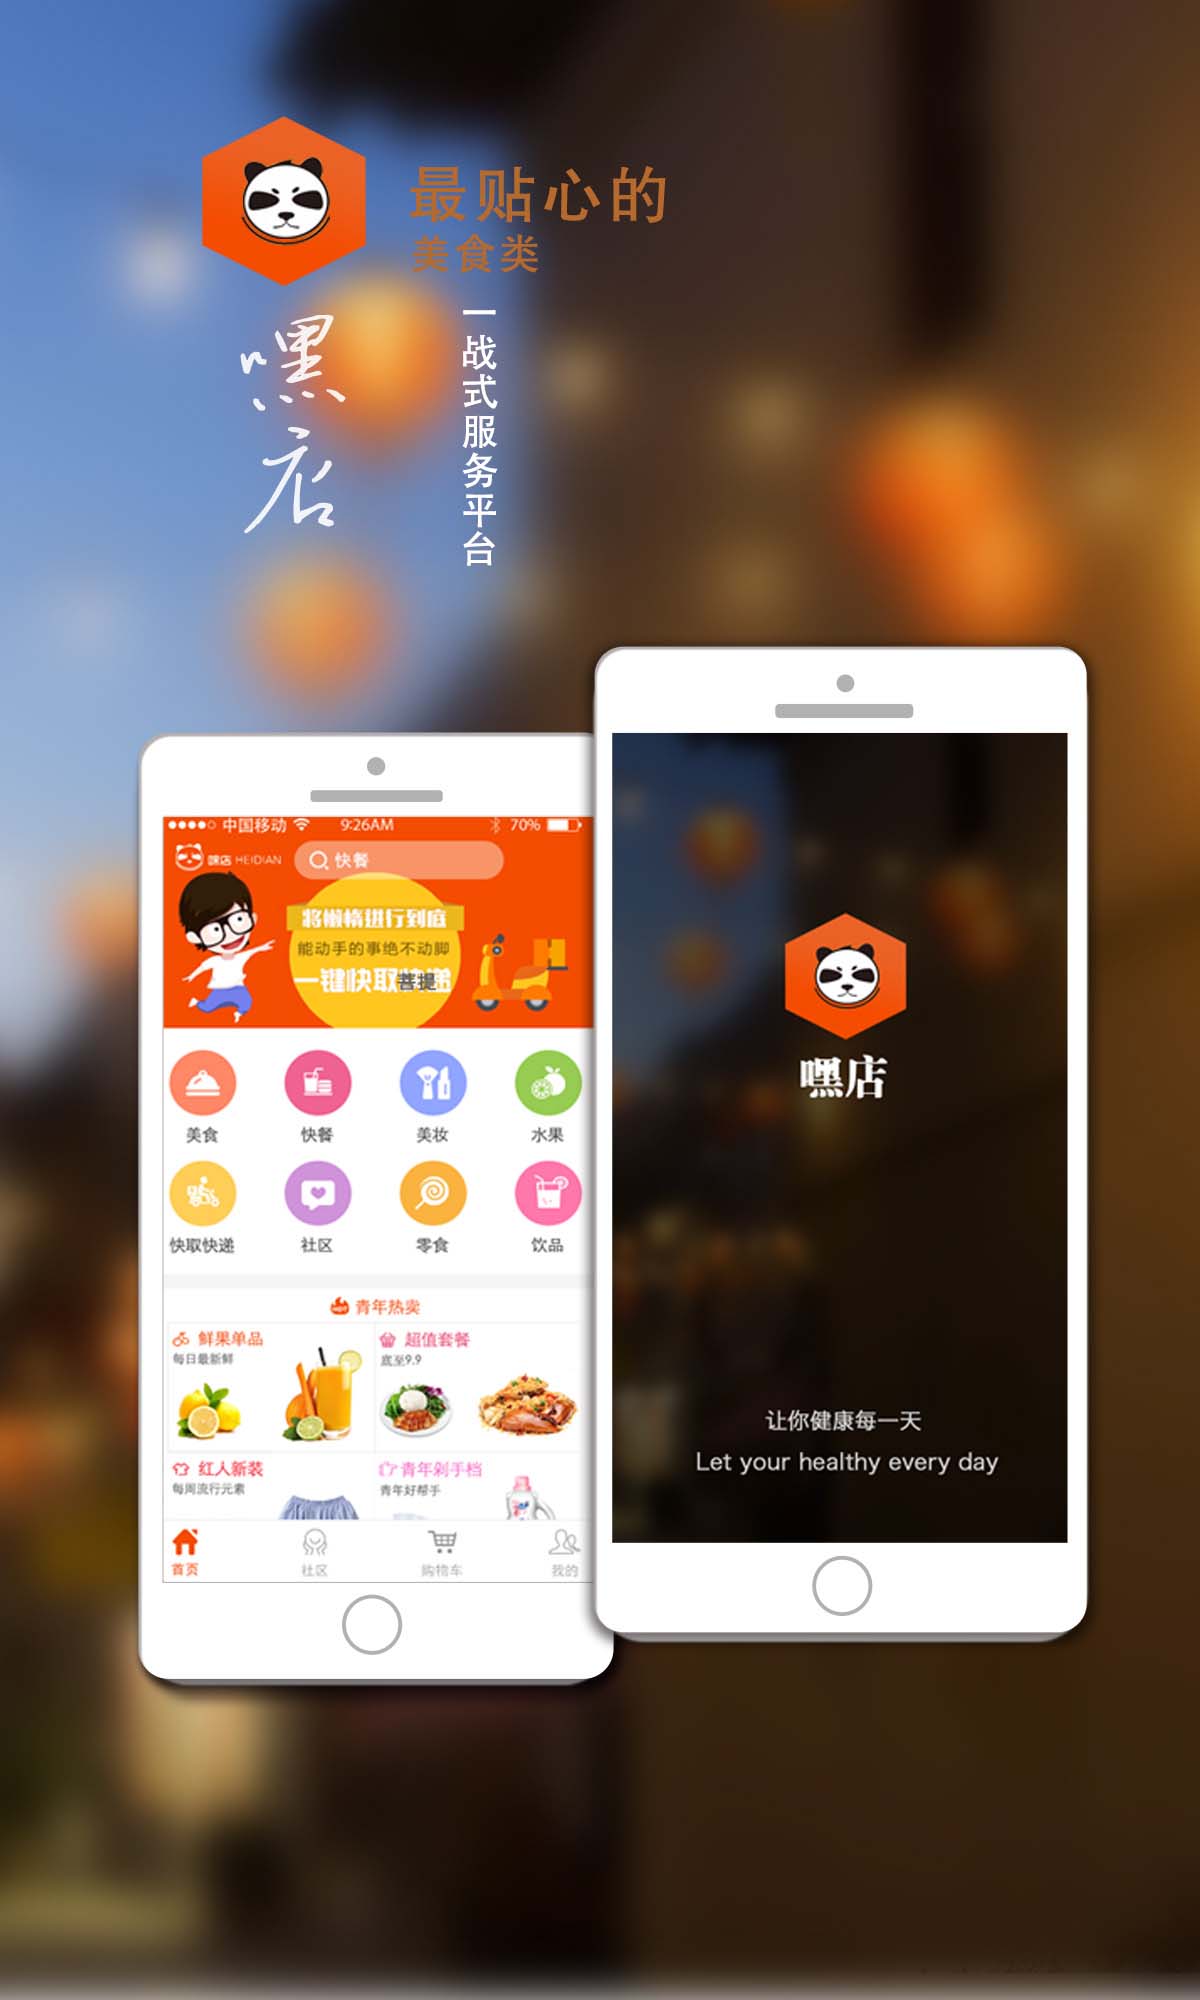 最贴心的
美食类
嘿店
一战式服务平台
中国移动 9:26AM 70%
嘿店 HEIDIAN
快餐
将懒惰进行到底
能动手的事绝不动脚
一键快取快递
菩提
美食 快餐 美妆 水果
快取快递 社区 零食 饮品
HOT 青年热卖
鲜果单品
每日最新鲜
超值套餐
底至9.9
红人新装
每周流行元素
青年剁手档
青年好帮手
首页 社区 购物车 我的
嘿店
让你健康每一天
Let your healthy every day